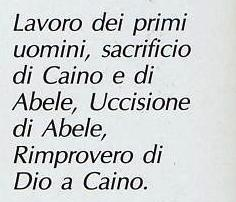 Lavoro dei primi
uomini, sacrificio
di Caino e di
Abele, Uccisione
di Abele,
Rimprovero di
Dio a Caino.